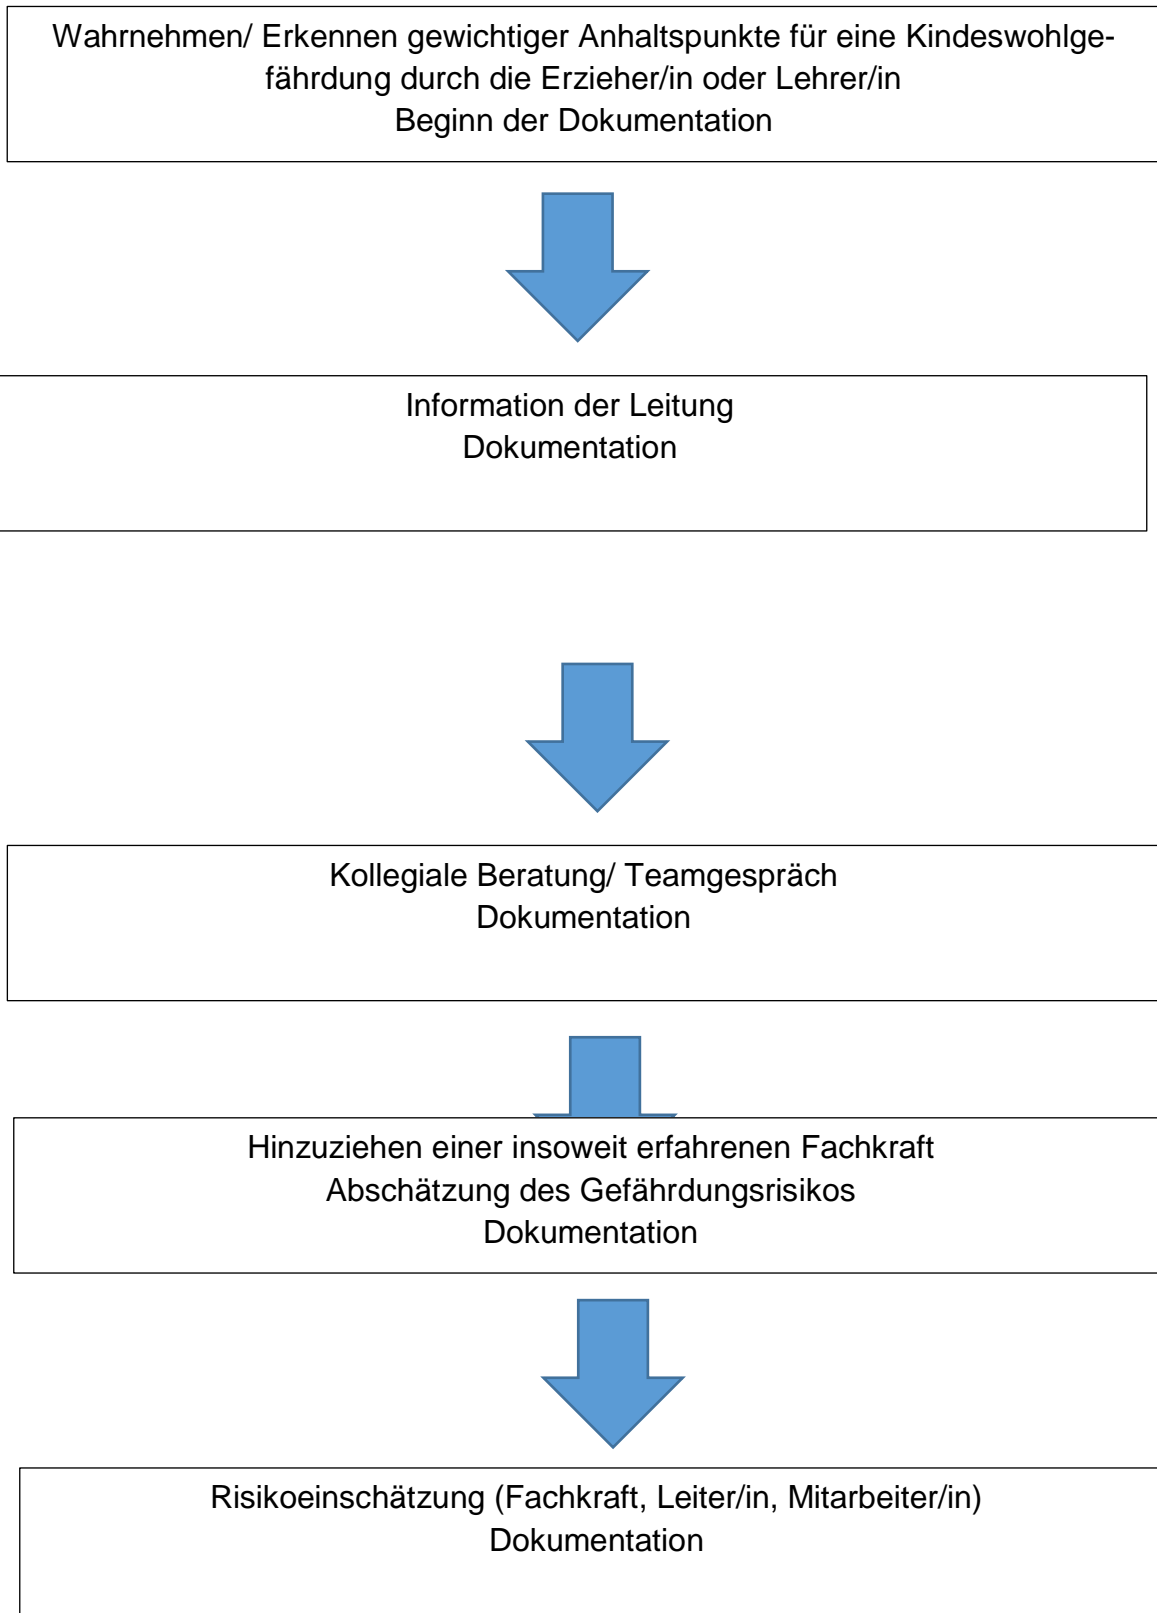 Wahrnehmen/ Erkennen gewichtiger Anhaltspunkte für eine Kindeswohlge-
fährdung durch die Erzieher/in oder Lehrer/in
Beginn der Dokumentation
Information der Leitung
Dokumentation
Kollegiale Beratung/ Teamgespräch
Dokumentation
Hinzuziehen einer insoweit erfahrenen Fachkraft
Abschätzung des Gefährdungsrisikos
Dokumentation
Risikoeinschätzung (Fachkraft, Leiter/in, Mitarbeiter/in)
Dokumentation